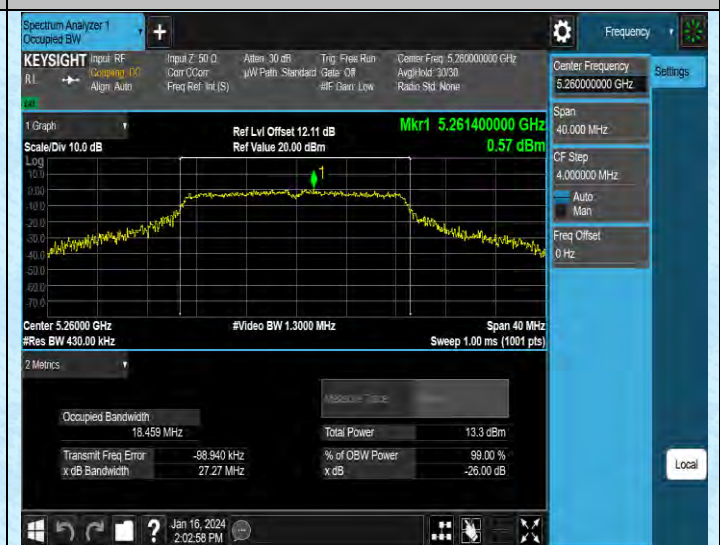 Spectrum Analyzer 1
Occupied BW
+
Frequency
KEYSIGHT
RL
Input: RF
Coupling: DC
Align: Auto
Input Z: 50 Ω
Corr CCorr
Freq Ref: Int (S)
Atten: 30 dB
µW Path: Standard
Trig: Free Run
Gate: Off
#IF Gain: Low
Center Freq: 5.260000000 GHz
Avg|Hold: 30/30
Radio Std: None
Center Frequency
5.260000000 GHz
Settings
Span
40.000 MHz
CF Step
4.000000 MHz
Auto
Man
Freq Offset
0 Hz
1 Graph
Scale/Div 10.0 dB
Ref Lvl Offset 12.11 dB
Ref Value 20.00 dBm
Mkr1 5.261400000 GHz
0.57 dBm
Log
10.0
0.00
-10.0
-20.0
-30.0
-40.0
-50.0
-60.0
-70.0
1
Center 5.26000 GHz
#Video BW 1.3000 MHz
Span 40 MHz
#Res BW 430.00 kHz
Sweep 1.00 ms (1001 pts)
2 Metrics
Measure Trace
Occupied Bandwidth
18.459 MHz
Total Power 13.3 dBm
Transmit Freq Error -98.940 kHz
% of OBW Power 99.00 %
x dB Bandwidth 27.27 MHz
x dB -26.00 dB
Local
?
Jan 16, 2024
2:02:58 PM